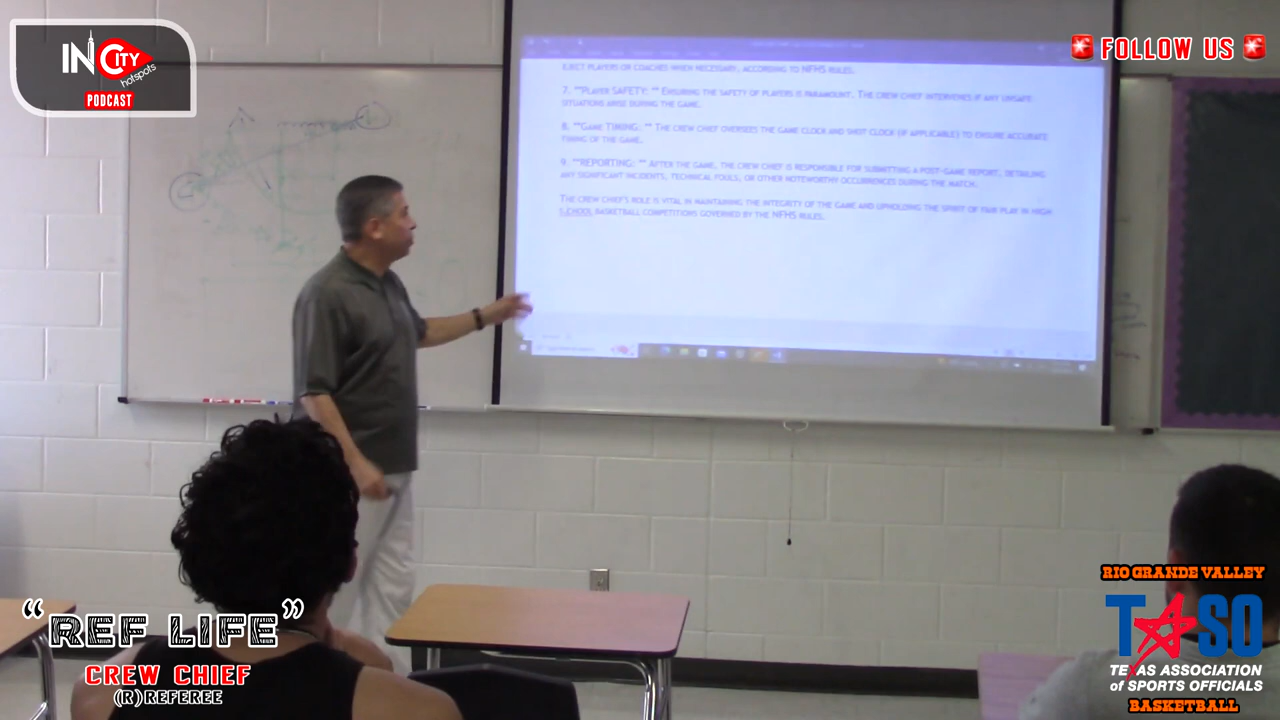 IN CITY
hotspots
PODCAST
🚨 FOLLOW US 🚨
EJECT PLAYERS OR COACHES WHEN NECESSARY, ACCORDING TO NFHS RULES.
7. **PLAYER SAFETY: ** ENSURING THE SAFETY OF PLAYERS IS PARAMOUNT. THE CREW CHIEF INTERVENES IF ANY UNSAFE
SITUATIONS ARISE DURING THE GAME.
8. **GAME TIMING: ** THE CREW CHIEF OVERSEES THE GAME CLOCK AND SHOT CLOCK (IF APPLICABLE) TO ENSURE ACCURATE
TIMING OF THE GAME.
9. **REPORTING: ** AFTER THE GAME, THE CREW CHIEF IS RESPONSIBLE FOR SUBMITTING A POST-GAME REPORT, DETAILING
ANY SIGNIFICANT INCIDENTS, TECHNICAL FOULS, OR OTHER NOTEWORTHY OCCURRENCES DURING THE MATCH.
THE CREW CHIEF'S ROLE IS VITAL IN MAINTAINING THE INTEGRITY OF THE GAME AND UPHOLDING THE SPIRIT OF FAIR PLAY IN HIGH
SCHOOL BASKETBALL COMPETITIONS GOVERNED BY THE NFHS RULES.
“REF LIFE”
CREW CHIEF
(R)REFEREE
RIO GRANDE VALLEY
TASO
TEXAS ASSOCIATION
of SPORTS OFFICIALS
BASKETBALL